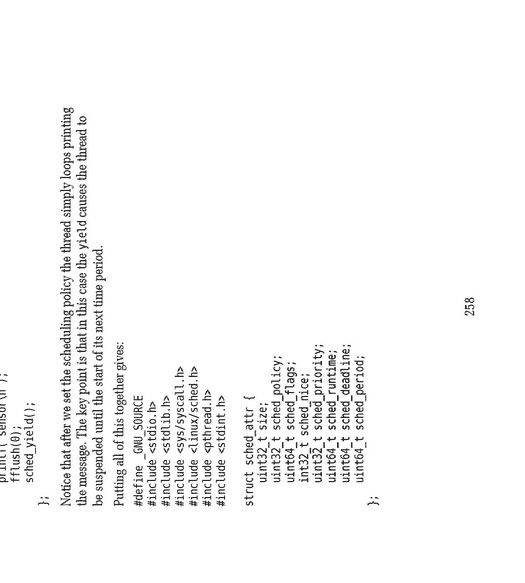 printf("sensor\n");
fflush(0);
sched_yield();
};
Notice that after we set the scheduling policy the thread simply loops printing
the message. The key point is that in this case the yield causes the thread to
be suspended until the start of its next time period.
Putting all of this together gives:
#define _GNU_SOURCE
#include <stdio.h>
#include <stdlib.h>
#include <sys/syscall.h>
#include <linux/sched.h>
#include <pthread.h>
#include <stdint.h>
struct sched_attr {
uint32_t size;
uint32_t sched_policy;
uint64_t sched_flags;
int32_t sched_nice;
uint32_t sched_priority;
uint64_t sched_runtime;
uint64_t sched_deadline;
uint64_t sched_period;
};
258